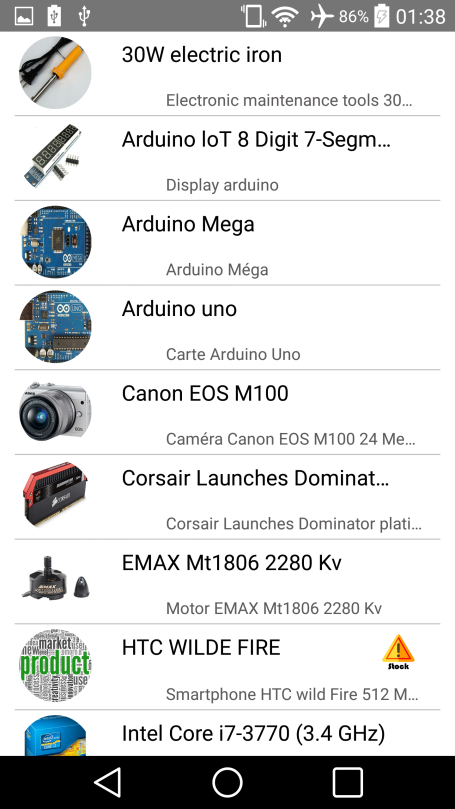 86% 01:38
30W electric iron
Electronic maintenance tools 30...
Arduino IoT 8 Digit 7-Segm...
Display arduino
Arduino Mega
Arduino Méga
Arduino uno
Carte Arduino Uno
Canon EOS M100
Caméra Canon EOS M100 24 Me...
Corsair Launches Dominat...
Corsair Launches Dominator plati...
EMAX Mt1806 2280 Kv
Motor EMAX Mt1806 2280 Kv
HTC WILDE FIRE
Stock
market
product
Smartphone HTC wild Fire 512 M...
Intel Core i7-3770 (3.4 GHz)